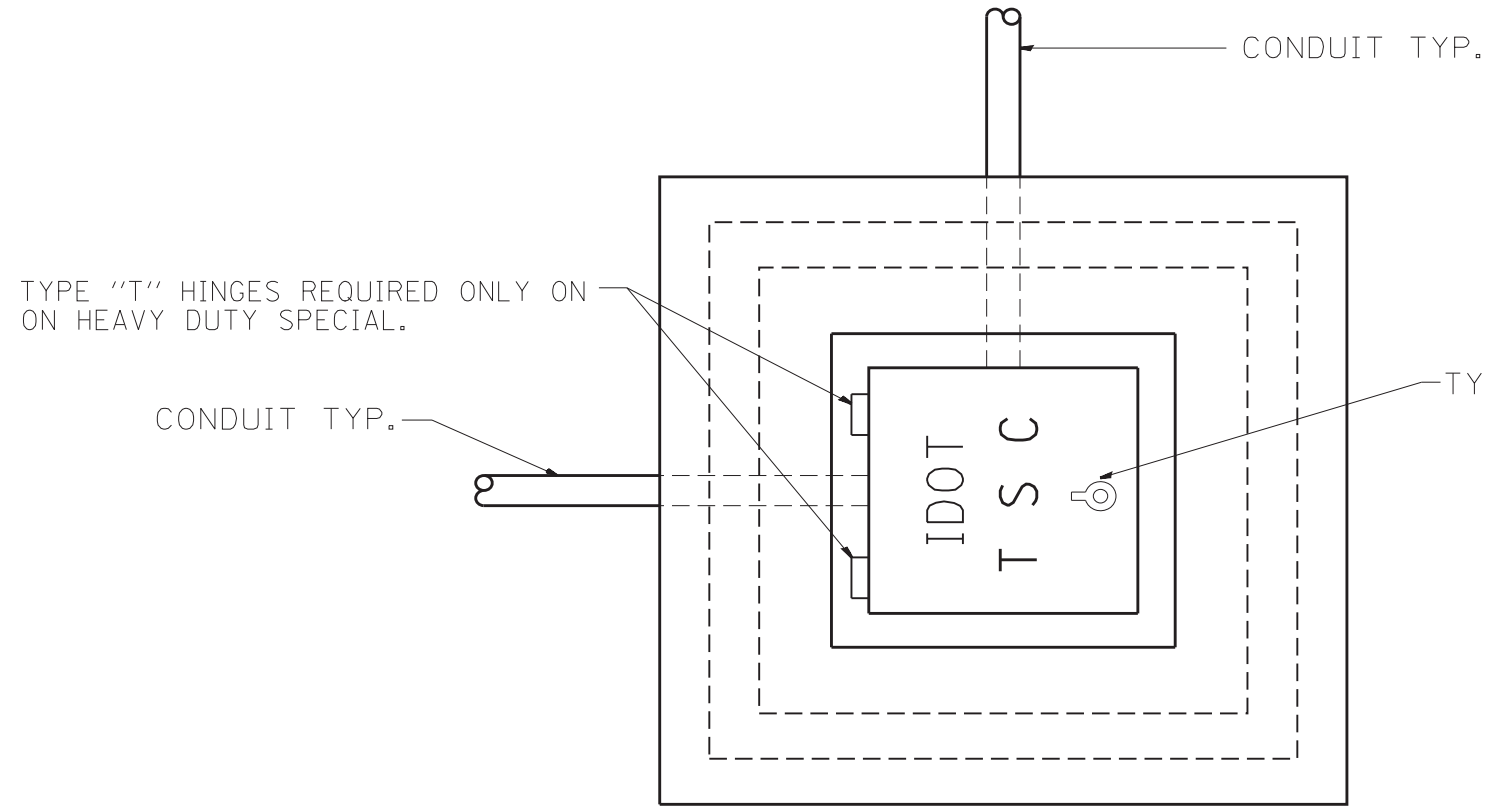 CONDUIT TYP.
TYPE "T" HINGES REQUIRED ONLY ON
ON HEAVY DUTY SPECIAL.
TY
CONDUIT TYP.
IDOT
T S C